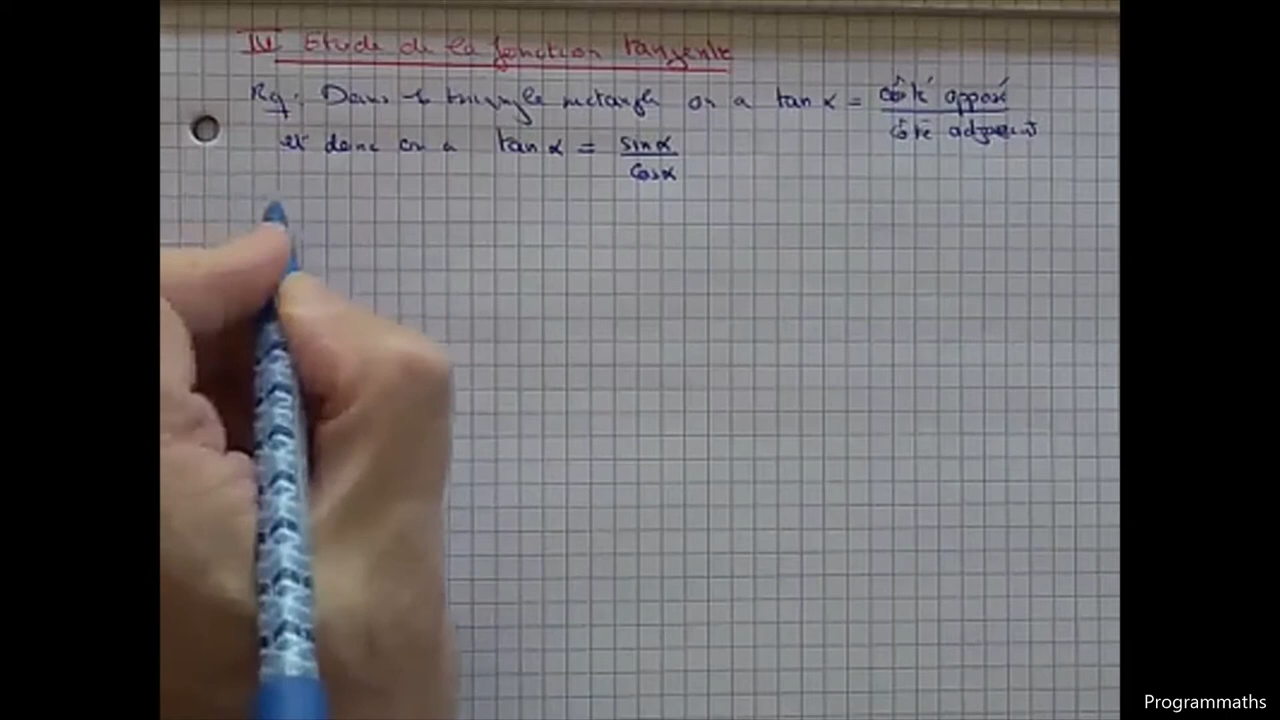 IV Etude de la fonction tangente
Rq : Dans le triangle rectangle on a tan α = côté opposé / côté adjacent
et donc on a tan α = sin α / cos α
Programmaths